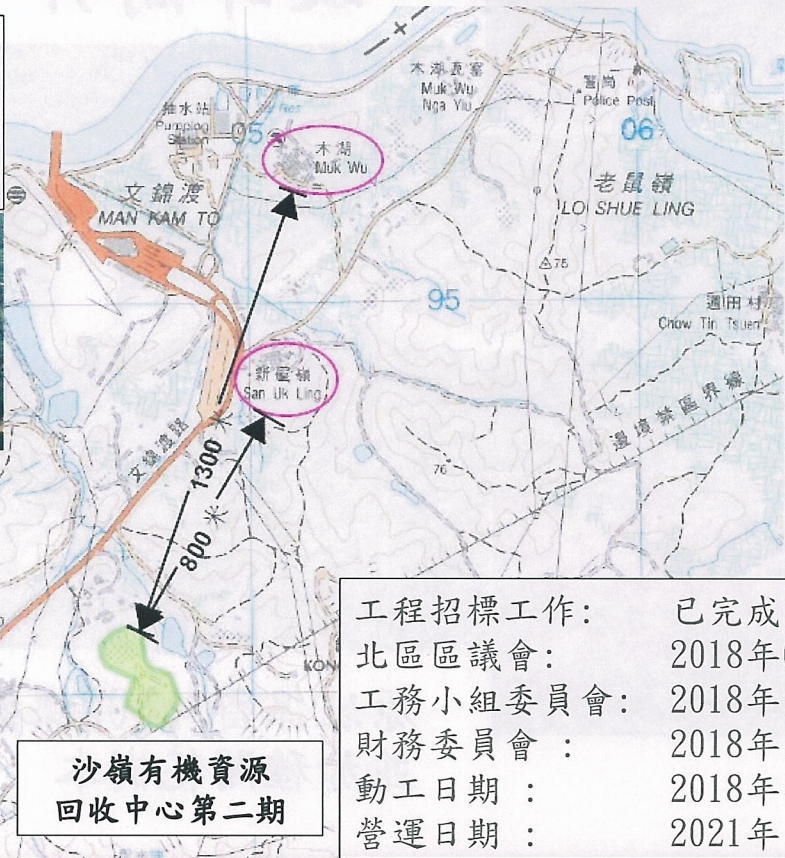 木湖瓦窰
Muk Wu
Nga Yiu
警崗
Police Post
抽水站
Pumping
Station
05
06
木湖
Muk Wu
文錦渡
MAN KAM TO
老鼠嶺
LO SHUE LING
75
95
週田村
Chow Tin Tsuen
新屋嶺
San Uk Ling
邊境禁區界線
文錦渡路
1300 米
76
800 米
KON
沙嶺有機資源
回收中心第二期
工程招標工作: 已完成
北區區議會: 2018年
工務小組委員會: 2018年
財務委員會 : 2018年
動工日期 : 2018年
營運日期 : 2021年